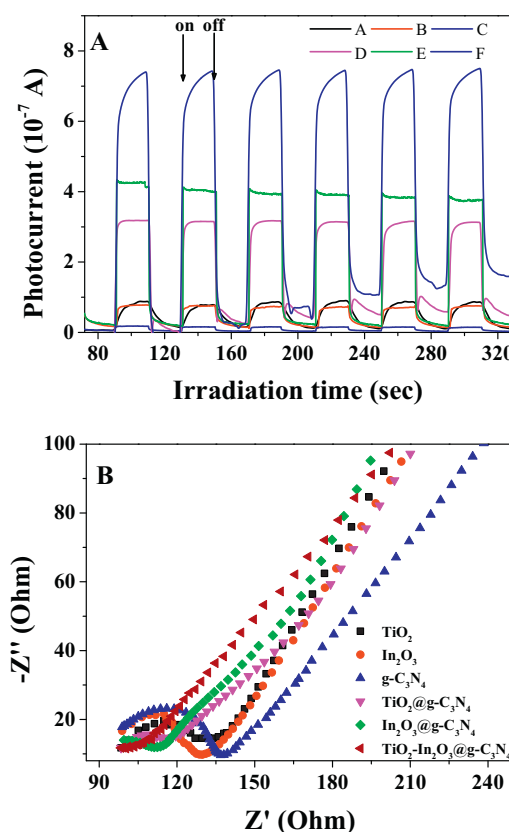 A
on off
A B C
D E F
Photocurrent (10⁻⁷ A)
8
6
4
2
0
80 120 160 200 240 280 320
Irradiation time (sec)
B
-Z'' (Ohm)
100
80
60
40
20
TiO₂
In₂O₃
g-C₃N₄
TiO₂@g-C₃N₄
In₂O₃@g-C₃N₄
TiO₂-In₂O₃@g-C₃N₄
90 120 150 180 210 240
Z' (Ohm)